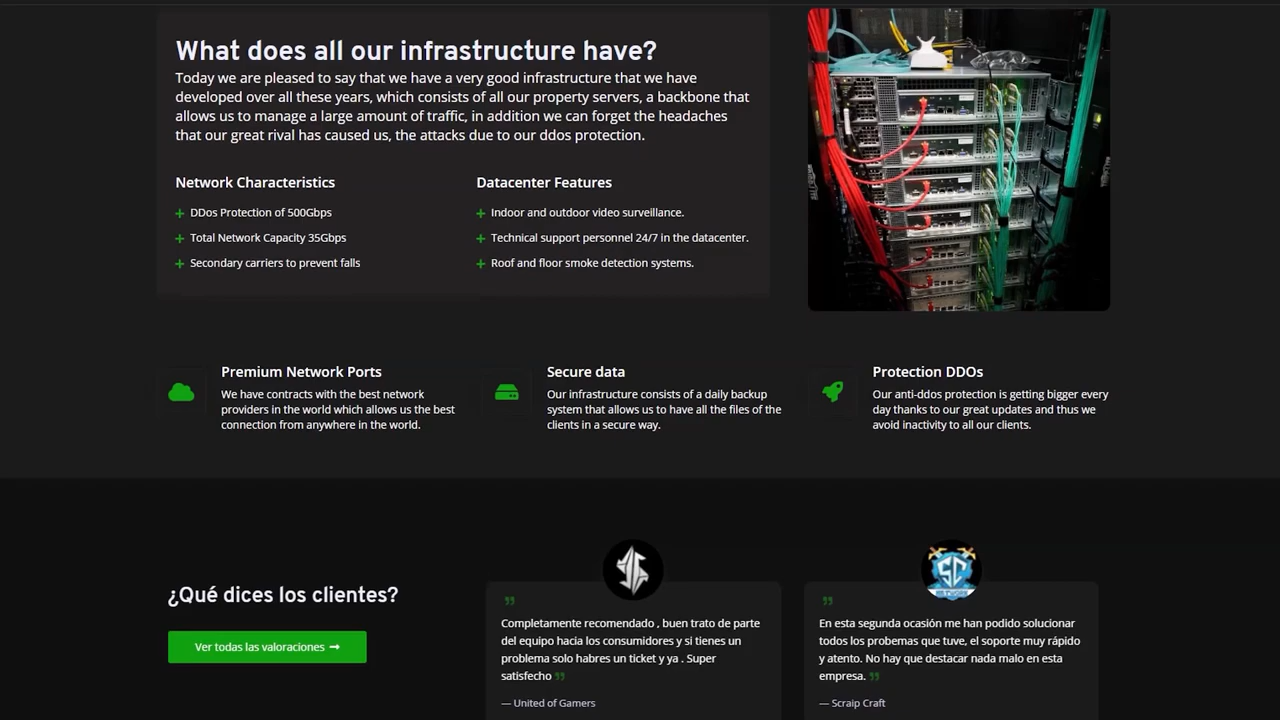 What does all our infrastructure have?
Today we are pleased to say that we have a very good infrastructure that we have
developed over all these years, which consists of all our property servers, a backbone that
allows us to manage a large amount of traffic, in addition we can forget the headaches
that our great rival has caused us, the attacks due to our ddos protection.
Network Characteristics
DDos Protection of 500Gbps
Total Network Capacity 35Gbps
Secondary carriers to prevent falls
Datacenter Features
Indoor and outdoor video surveillance.
Technical support personnel 24/7 in the datacenter.
Roof and floor smoke detection systems.
Premium Network Ports
We have contracts with the best network
providers in the world which allows us the best
connection from anywhere in the world.
Secure data
Our infrastructure consists of a daily backup
system that allows us to have all the files of the
clients in a secure way.
Protection DDOs
Our anti-ddos protection is getting bigger every
day thanks to our great updates and thus we
avoid inactivity to all our clients.
¿Qué dices los clientes?
Ver todas las valoraciones
Completamente recomendado , buen trato de parte
del equipo hacia los consumidores y si tienes un
problema solo habres un ticket y ya . Super
satisfecho
— United of Gamers
SC
NETWORK
En esta segunda ocasión me han podido solucionar
todos los probemas que tuve, el soporte muy rápido
y atento. No hay que destacar nada malo en esta
empresa.
— Scraip Craft